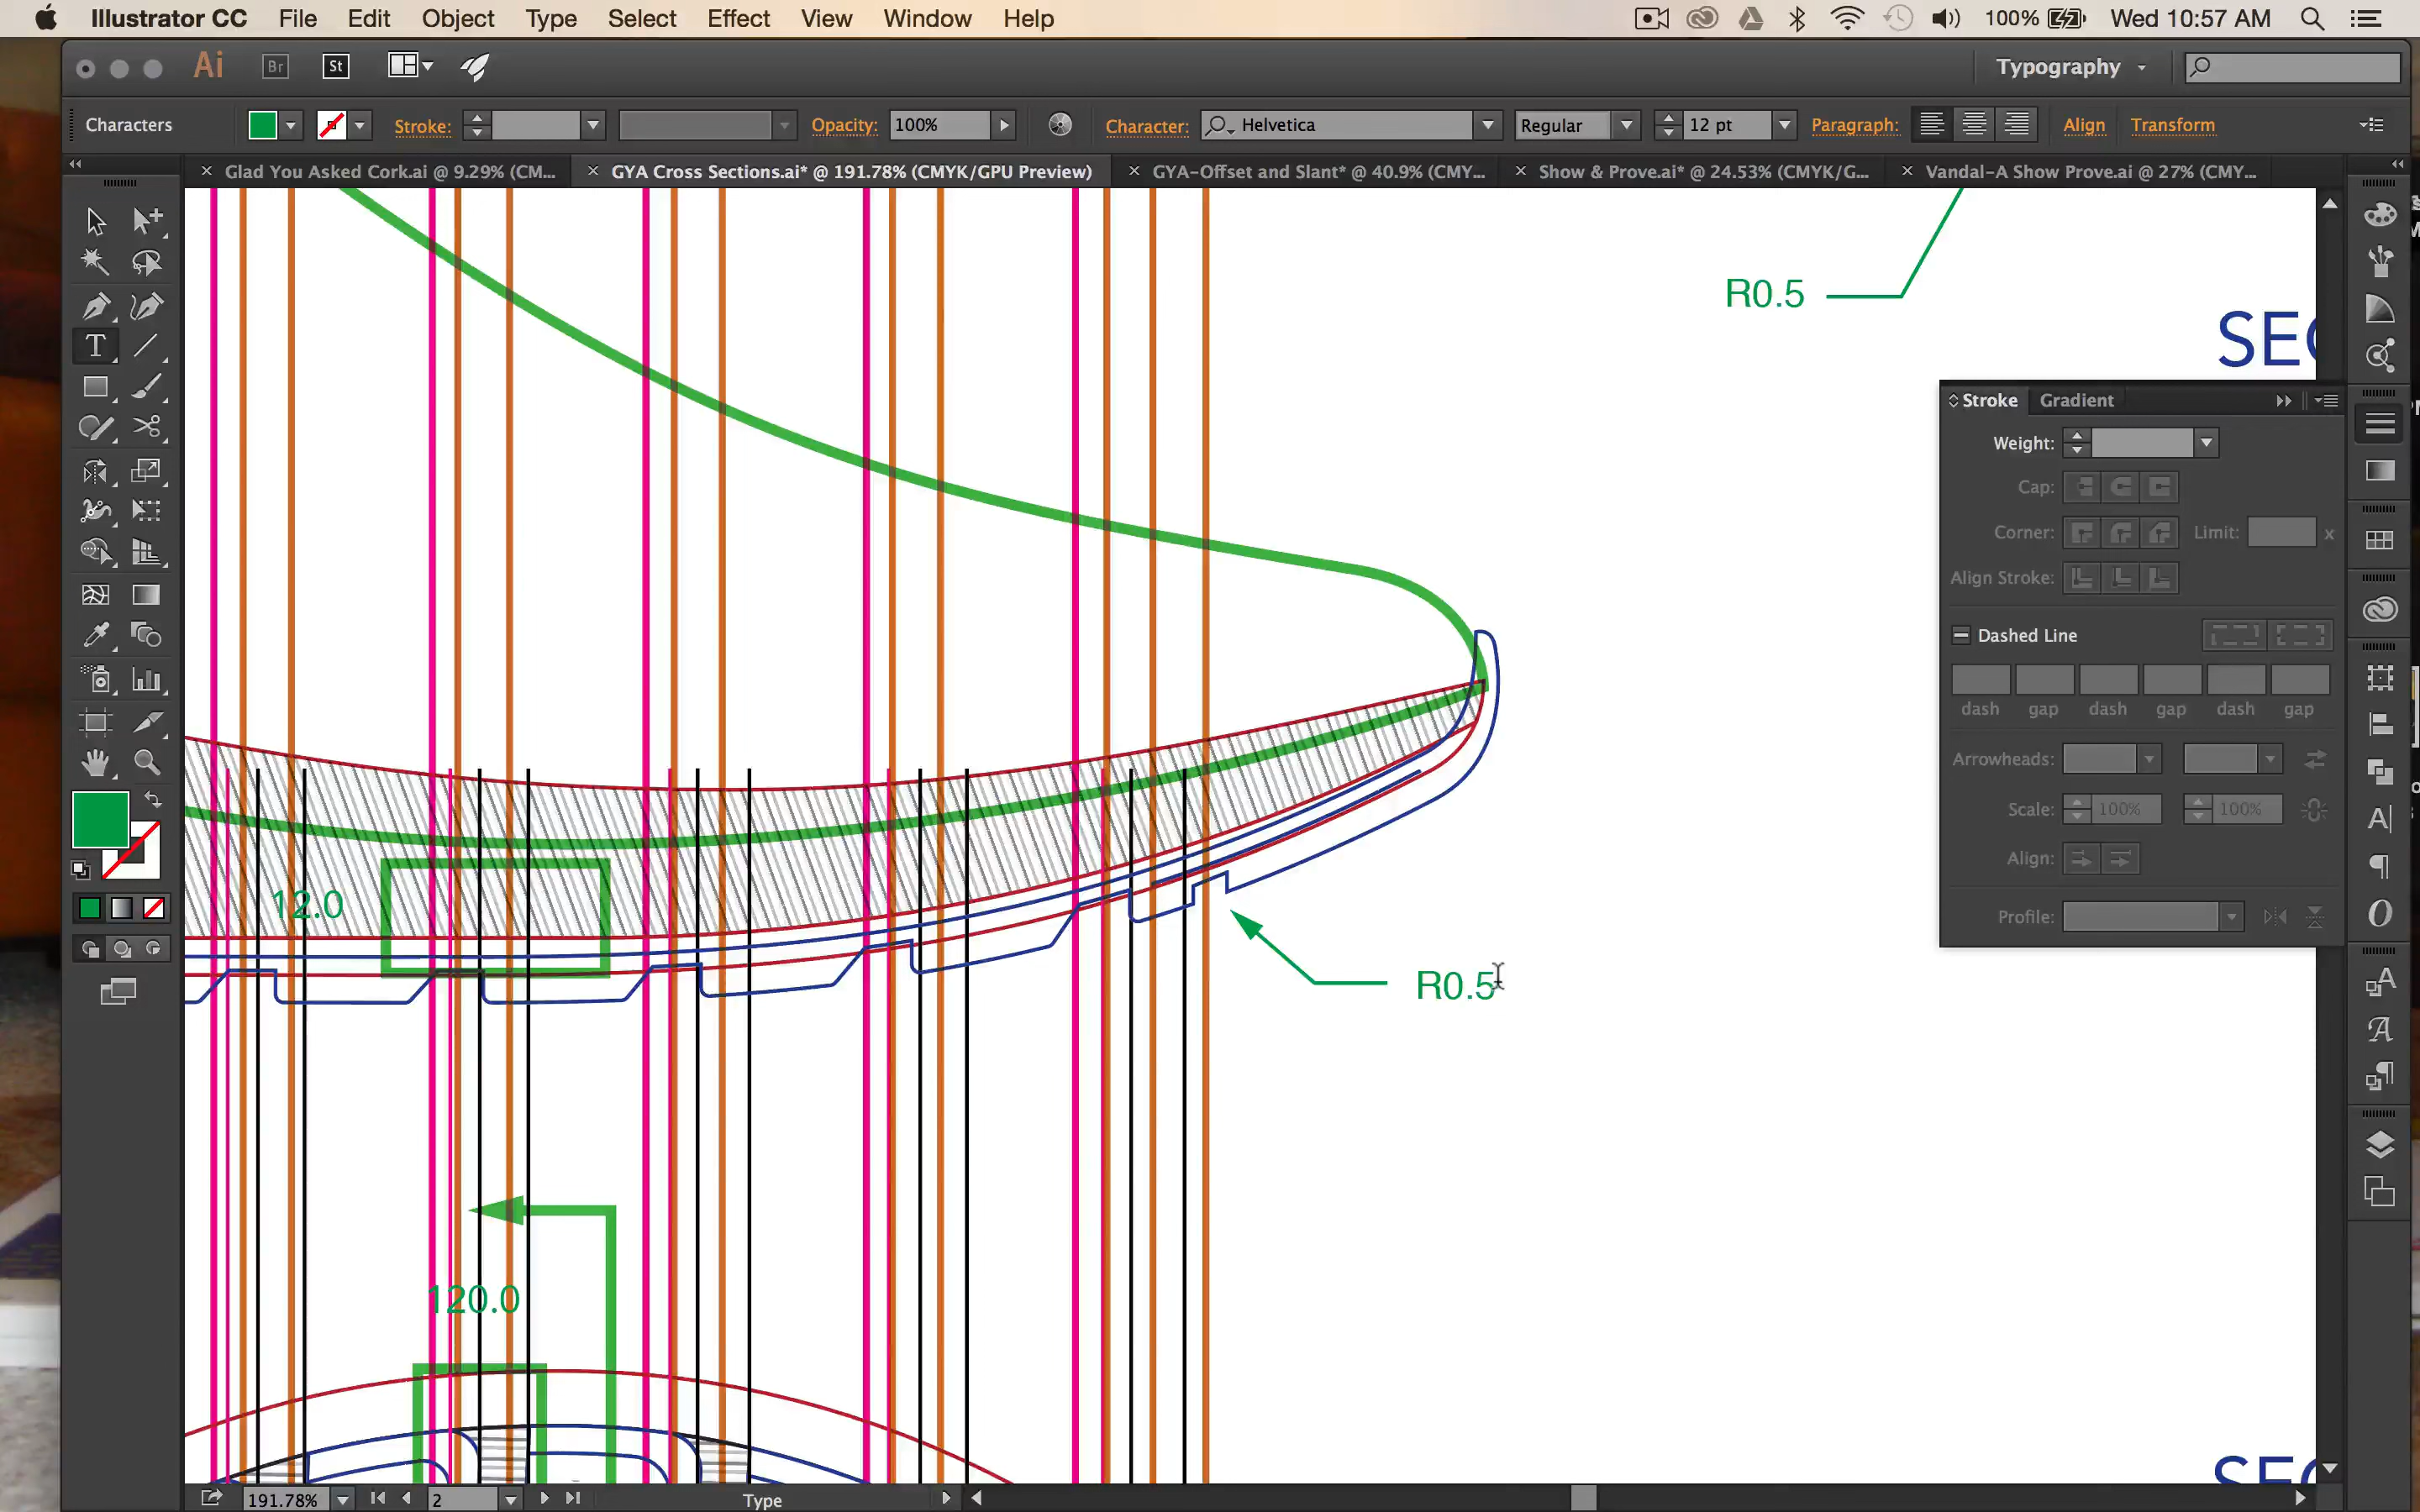 Illustrator CC File Edit Object Type Select Effect View Window Help 100% Wed 10:57 AM
Ai Br St Typography
Characters Stroke: Opacity: 100% Character: Helvetica Regular 12 pt Paragraph: Align Transform
× Glad You Asked Cork.ai @ 9.29% (CM... × GYA Cross Sections.ai* @ 191.78% (CMYK/GPU Preview) × GYA-Offset and Slant* @ 40.9% (CMY... × Show & Prove.ai* @ 24.53% (CMYK/G... × Vandal-A Show Prove.ai @ 27% (CMY...
R0.5
Stroke Gradient
Weight:
Cap:
Corner: Limit: x
Align Stroke:
Dashed Line
dash gap dash gap dash gap
Arrowheads:
Scale: 100% 100%
Align:
Profile:
12.0
R0.5
120.0
191.78% 2 Type